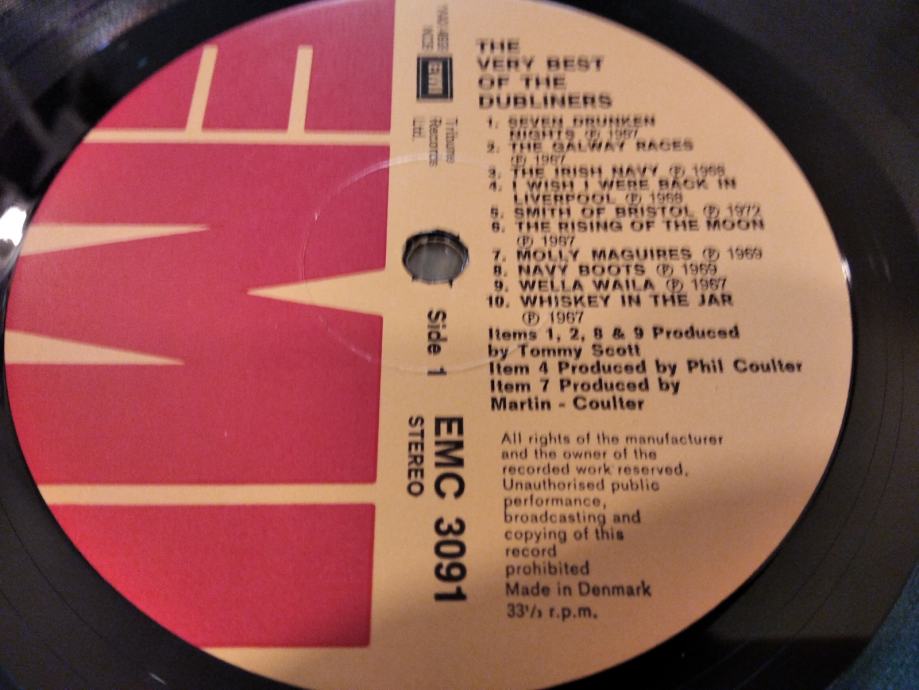 THE
VERY BEST
OF THE
DUBLINERS
1. SEVEN DRUNKEN
NIGHTS ℗ 1967
2. THE GALWAY RACES
℗ 1967
3. THE IRISH NAVY ℗ 1968
4. I WISH I WERE BACK IN
LIVERPOOL ℗ 1968
5. SMITH OF BRISTOL ℗ 1972
6. THE RISING OF THE MOON
℗ 1967
7. MOLLY MAGUIRES ℗ 1969
8. NAVY BOOTS ℗ 1969
9. WELLA WAILA ℗ 1967
10. WHISKEY IN THE JAR
℗ 1967
Items 1, 2, 8 & 9 Produced
by Tommy Scott
Item 4 Produced by Phil Coulter
Item 7 Produced by
Martin - Coulter
All rights of the manufacturer
and the owner of the
recorded work reserved.
Unauthorised public
performance,
broadcasting and
copying of this
record
prohibited
Made in Denmark
33⅓ r.p.m.
EMI
NCB
Tribune
Records
Ltd.
Side 1
EMC 3091
STEREO
EMI